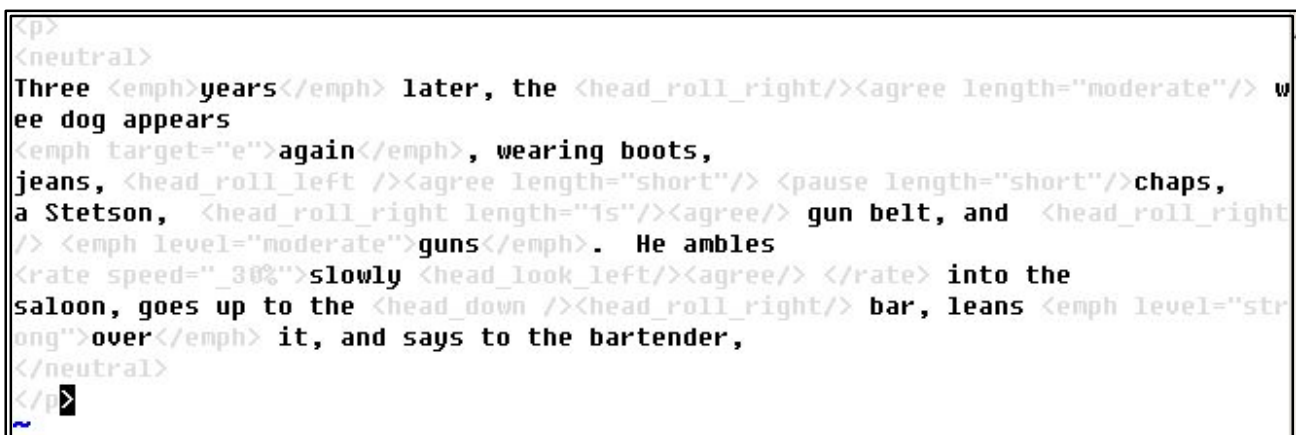 <p>
<neutral>
Three <emph>years</emph> later, the <head_roll_right/><agree length="moderate"/> w
ee dog appears
<emph target="e">again</emph>, wearing boots,
jeans, <head_roll_left /><agree length="short"/> <pause length="short"/>chaps,
a Stetson,  <head_roll_right length="1s"/><agree/> gun belt, and  <head_roll_right
/> <emph level="moderate">guns</emph>.  He ambles
<rate speed="_30%">slowly <head_look_left/><agree/> </rate> into the
saloon, goes up to the <head_down /><head_roll_right/> bar, leans <emph level="str
ong">over</emph> it, and says to the bartender,
</neutral>
</p>
~